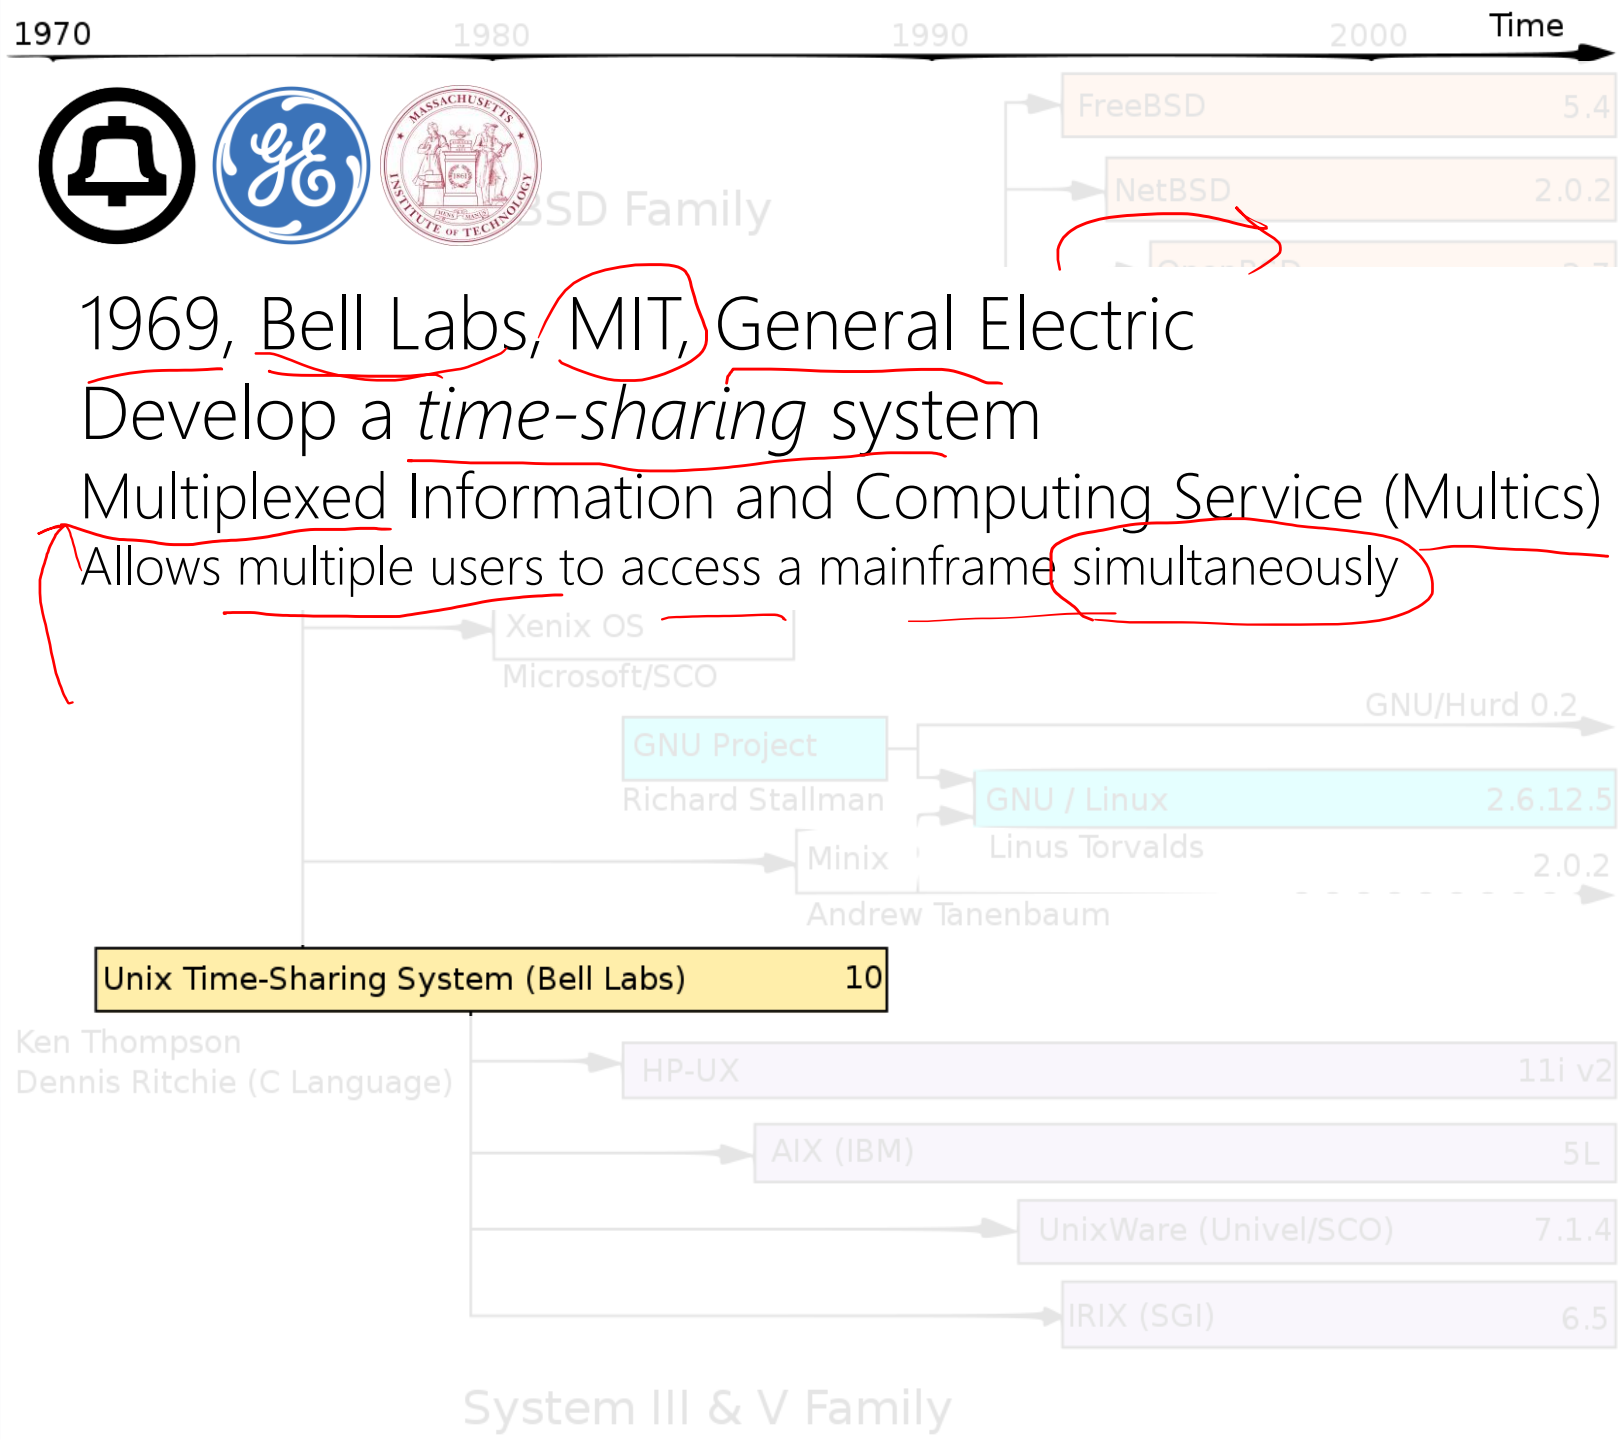 1970 1980 1990 2000 Time
FreeBSD 5.4
MASSACHUSETTS INSTITUTE OF TECHNOLOGY
GE
NetBSD 2.0.2
BSD Family
1969, Bell Labs, MIT, General Electric
Develop a time-sharing system
Multiplexed Information and Computing Service (Multics)
Allows multiple users to access a mainframe simultaneously
Xenix OS
Microsoft/SCO
GNU/Hurd 0.2
GNU Project
Richard Stallman
GNU / Linux 2.6.12.5
Linus Torvalds
Minix 2.0.2
Andrew Tanenbaum
Unix Time-Sharing System (Bell Labs) 10
Ken Thompson
Dennis Ritchie (C Language)
HP-UX 11i v2
AIX (IBM) 5L
UnixWare (Univel/SCO) 7.1.4
IRIX (SGI) 6.5
System III & V Family